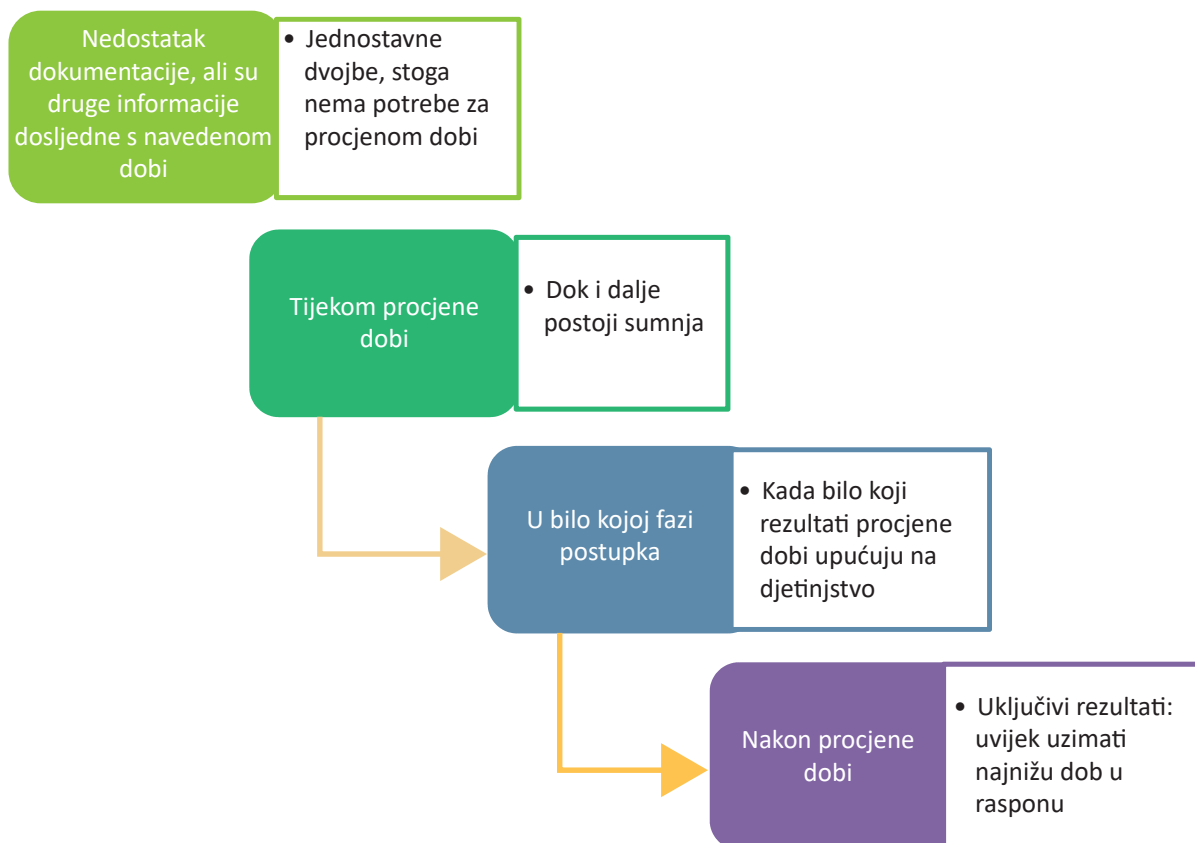 Nedostatak
dokumentacije, ali su
druge informacije
dosljedne s navedenom
dobi
• Jednostavne
dvojbe, stoga
nema potrebe za
procjenom dobi
Tijekom procjene
dobi
• Dok i dalje
postoji sumnja
U bilo kojoj fazi
postupka
• Kada bilo koji
rezultati procjene
dobi upućuju na
djetinjstvo
Nakon procjene
dobi
• Uključivi rezultati:
uvijek uzimati
najnižu dob u
rasponu